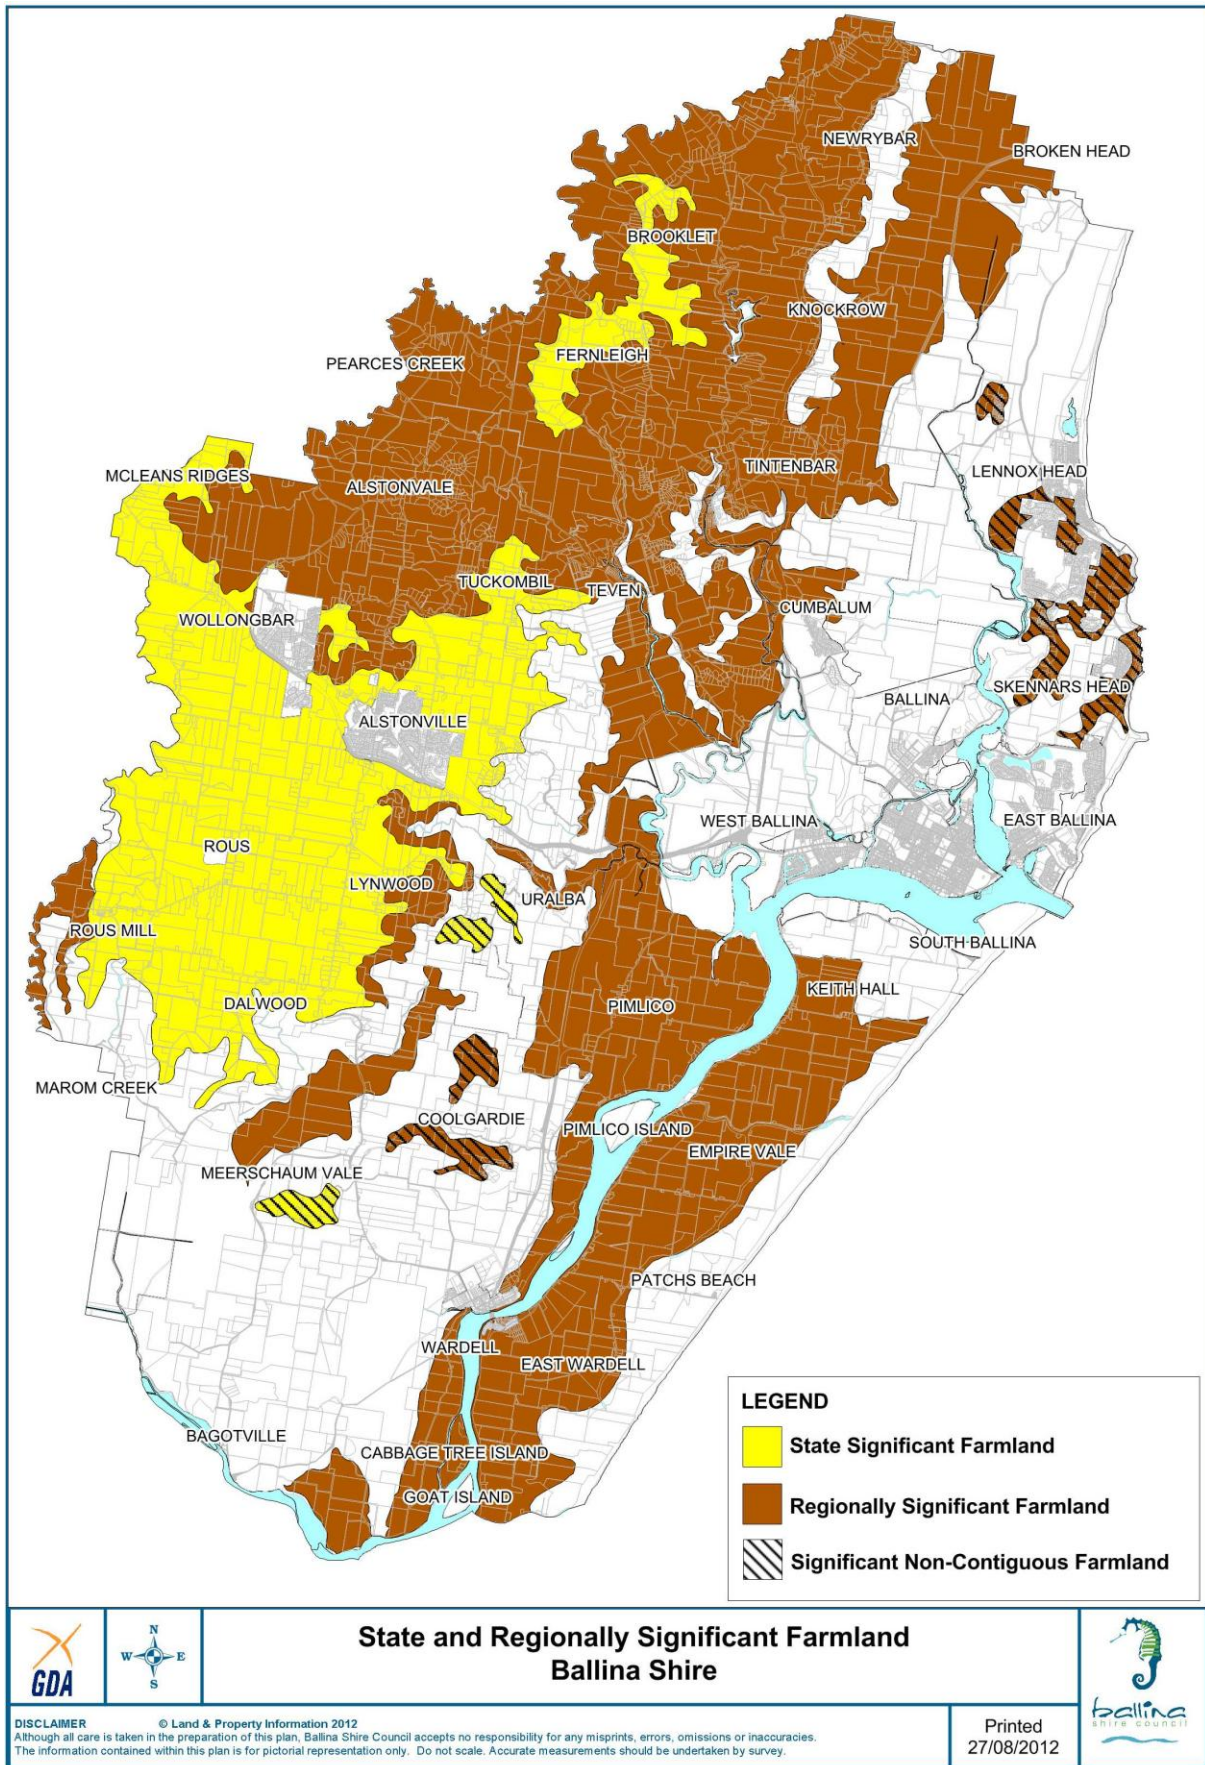 NEWRYBAR
BROKEN HEAD
BROOKLET
KNOCKROW
FERNLEIGH
PEARCES CREEK
TINTENBAR
LENNOX HEAD
MCLEANS RIDGES
ALSTONVALE
TUCKOMBIL
TEVEN
CUMBALUM
WOLLONGBAR
SKENNARS HEAD
BALLINA
ALSTONVILLE
WEST BALLINA
EAST BALLINA
ROUS
LYNWOOD
URALBA
ROUS MILL
SOUTH BALLINA
KEITH HALL
DALWOOD
PIMLICO
MAROM CREEK
COOLGARDIE
PIMLICO ISLAND
EMPIRE VALE
MEERSCHAUM VALE
PATCHS BEACH
WARDELL
EAST WARDELL
BAGOTVILLE
CABBAGE TREE ISLAND
GOAT ISLAND
LEGEND
State Significant Farmland
Regionally Significant Farmland
Significant Non-Contiguous Farmland
GDA
N
W E
S
State and Regionally Significant Farmland
Ballina Shire
ballina
shire council
DISCLAIMER © Land & Property Information 2012
Although all care is taken in the preparation of this plan, Ballina Shire Council accepts no responsibility for any misprints, errors, omissions or inaccuracies.
The information contained within this plan is for pictorial representation only. Do not scale. Accurate measurements should be undertaken by survey.
Printed
27/08/2012